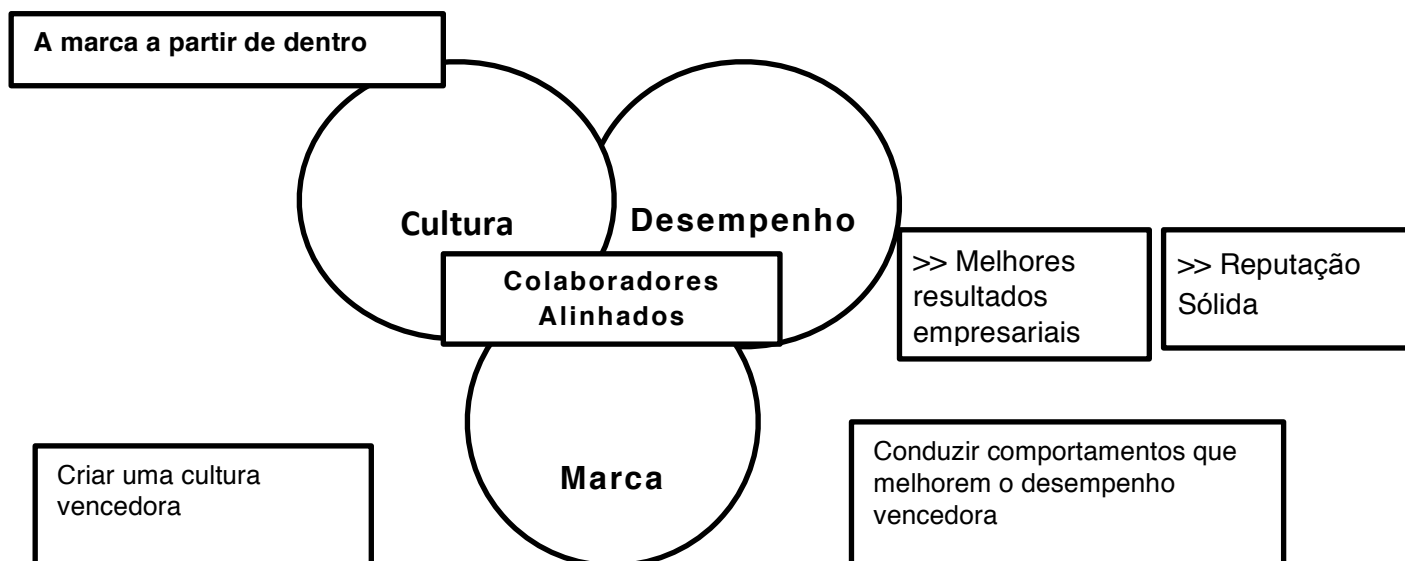 A marca a partir de dentro
Cultura
Desempenho
Colaboradores
Alinhados
>> Melhores
resultados
empresariais
>> Reputação
Sólida
Marca
Criar uma cultura
vencedora
Conduzir comportamentos que
melhorem o desempenho
vencedora